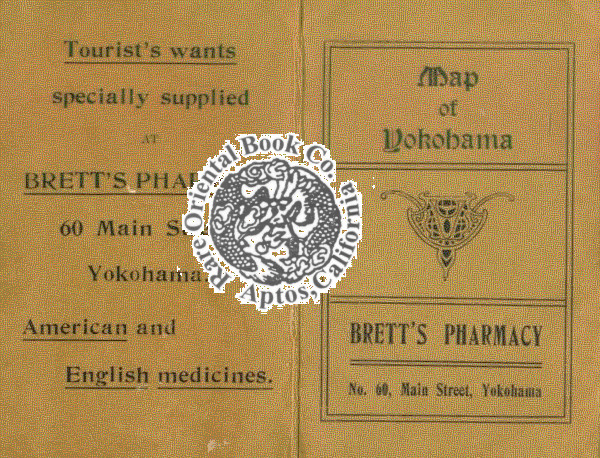 Tourist's wants
specially supplied
AT
BRETT'S PHAR
60 Main S
Yokohama.
American and
English medicines.
Rare Oriental Book Co.
Aptos, California
Map
of
Yokohama
BRETT'S PHARMACY
No. 60, Main Street, Yokohama